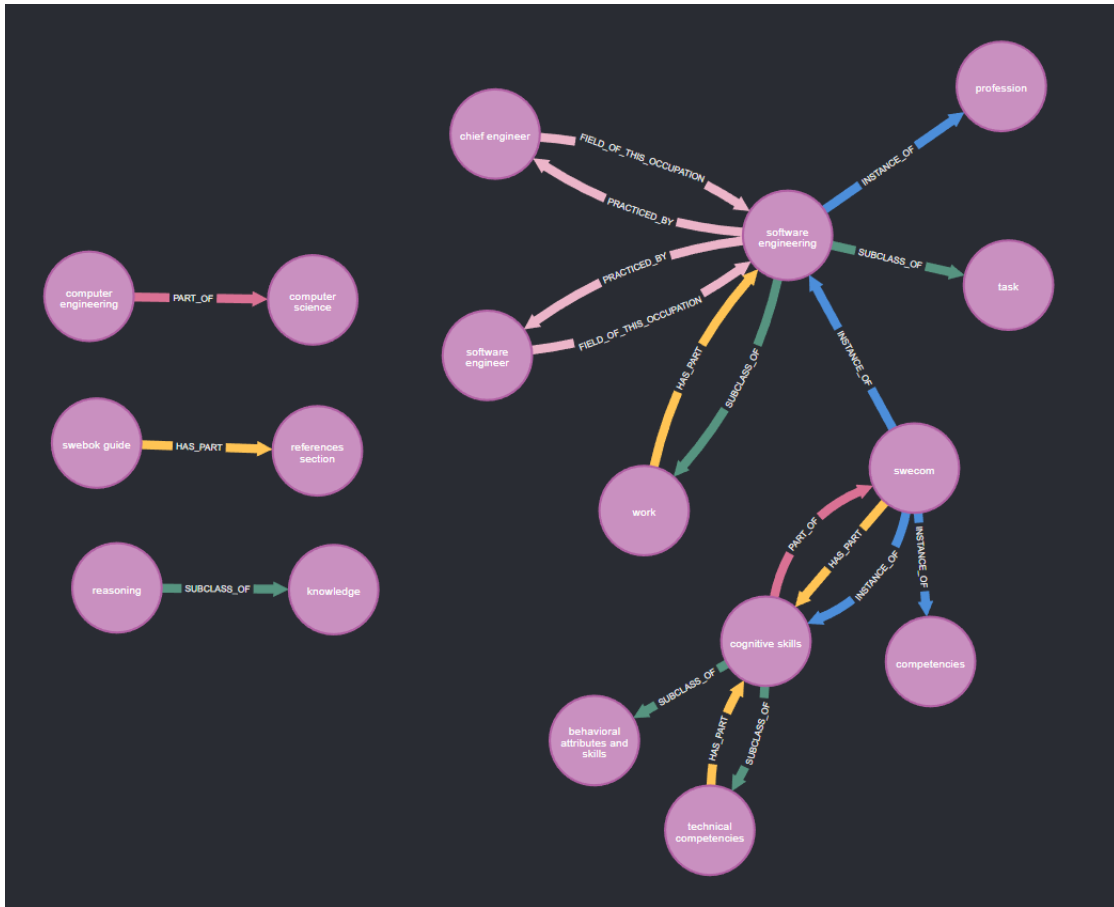 profession
chief engineer
FIELD_OF_THIS_OCCUPATION
INSTANCE_OF
PRACTICED_BY
software
engineering
PRACTICED_BY
SUBCLASS_OF
task
computer
engineering
PART_OF
computer
science
FIELD_OF_THIS_OCCUPATION
software
engineer
HAS_PART
SUBCLASS_OF
INSTANCE_OF
swebok guide
HAS_PART
references
section
swecom
work
PART_OF
HAS_PART
INSTANCE_OF
INSTANCE_OF
reasoning
SUBCLASS_OF
knowledge
cognitive skills
competencies
SUBCLASS_OF
HAS_PART
SUBCLASS_OF
behavioral
attributes and
skills
technical
competencies